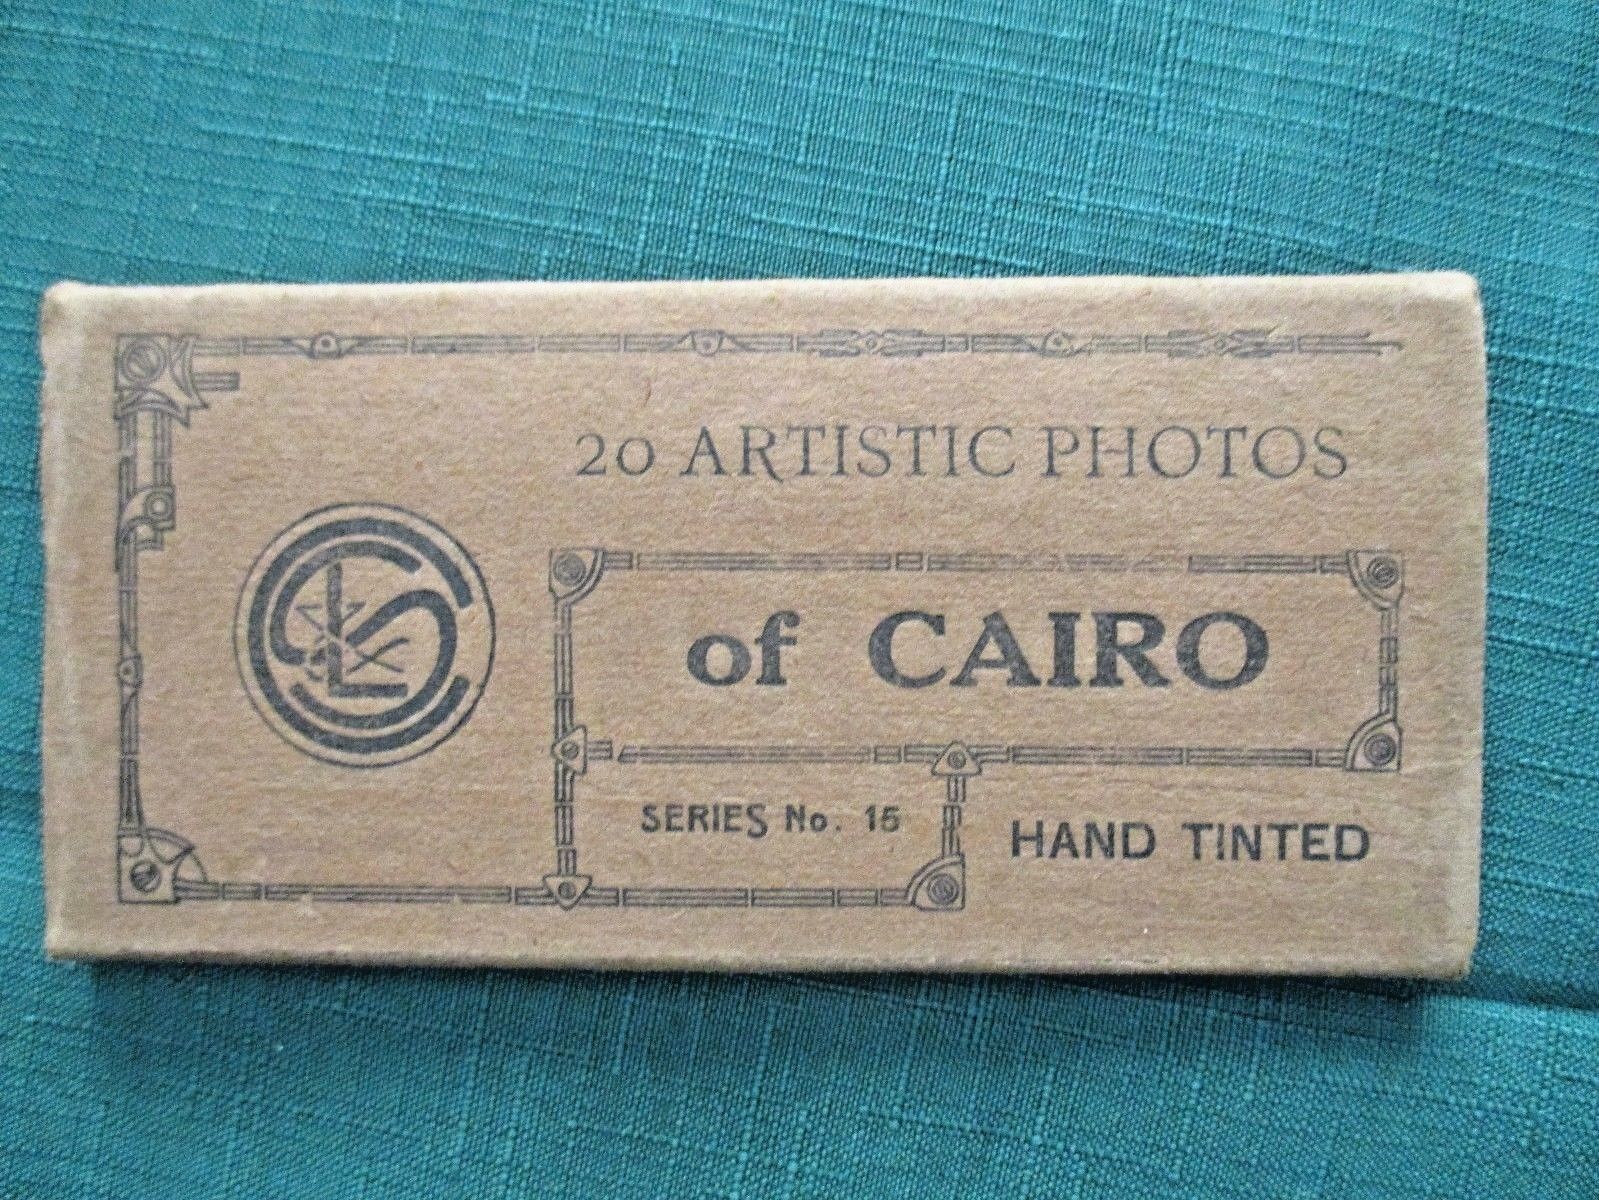 20 ARTISTIC PHOTOS
of CAIRO
SERIES No. 15
HAND TINTED